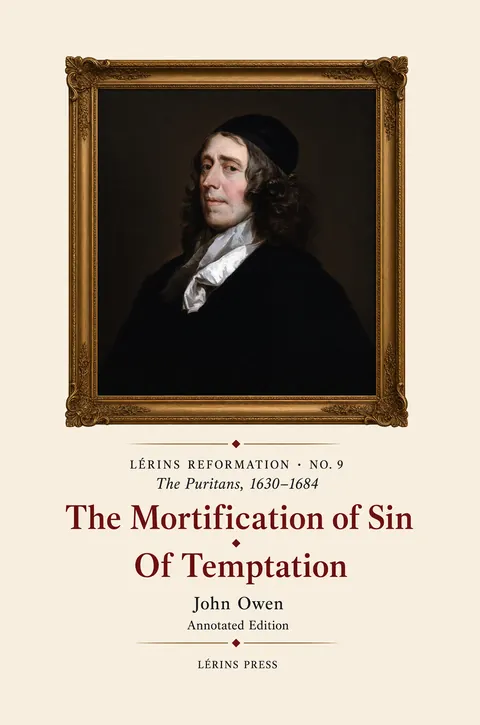 LÉRINS REFORMATION · NO. 9
The Puritans, 1630–1684
The Mortification of Sin
Of Temptation
John Owen
Annotated Edition
LÉRINS PRESS